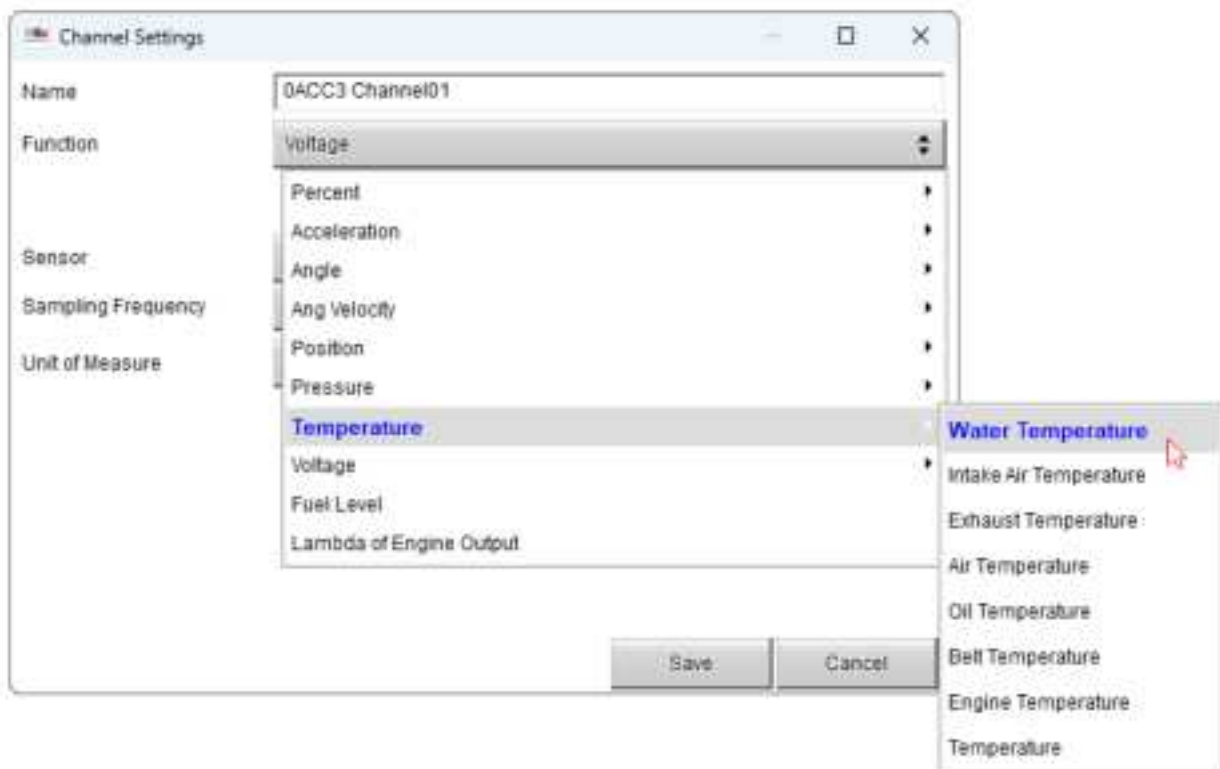 Channel Settings
Name
0ACC3 Channel01
Function
Voltage
Percent
Acceleration
Sensor
Angle
Sampling Frequency
Ang Velocity
Position
Unit of Measure
Pressure
Temperature
Voltage
Fuel Level
Lambda of Engine Output
Water Temperature
Intake Air Temperature
Exhaust Temperature
Air Temperature
Oil Temperature
Belt Temperature
Engine Temperature
Temperature
Save
Cancel